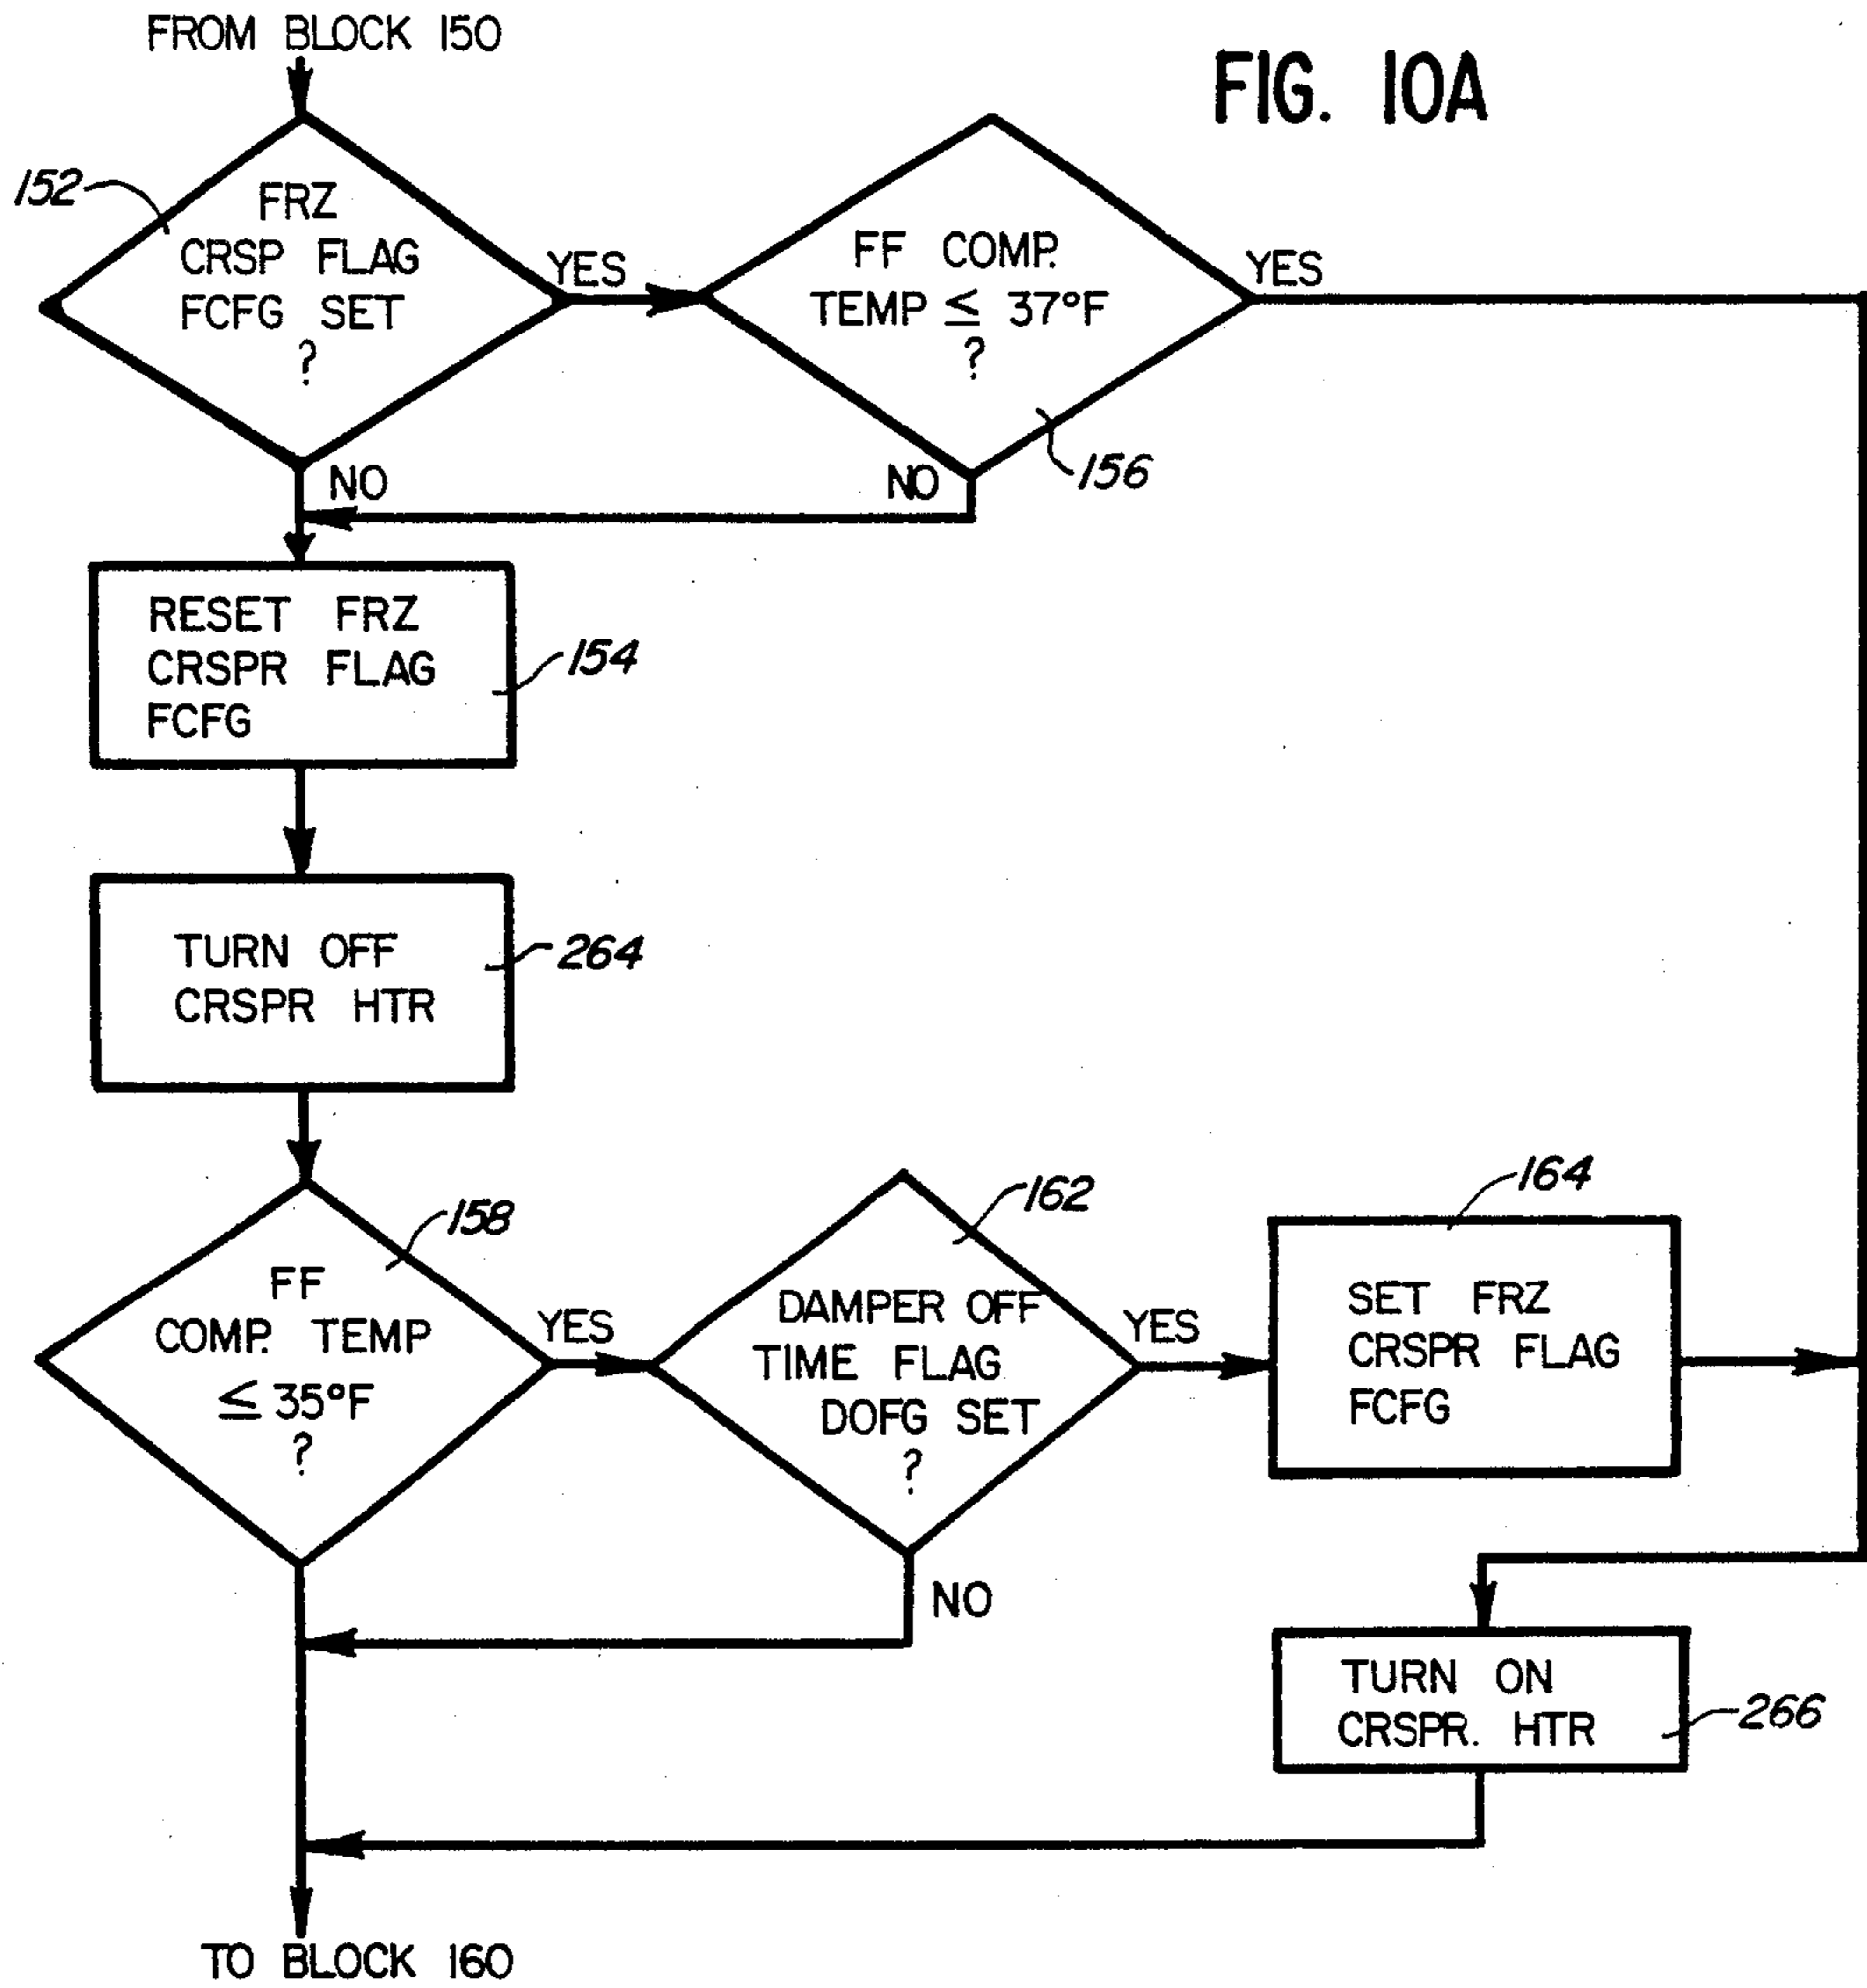 FROM BLOCK 150
FIG. 10A
152
FRZ
CRSP FLAG
FCFG SET
?
YES
FF COMP.
TEMP ≤ 37°F
?
YES
156
NO
NO
RESET FRZ
CRSPR FLAG
FCFG
154
TURN OFF
CRSPR HTR
264
158
FF
COMP. TEMP
≤ 35°F
?
YES
162
DAMPER OFF
TIME FLAG
DOFG SET
?
YES
NO
164
SET FRZ
CRSPR FLAG
FCFG
TURN ON
CRSPR. HTR
266
TO BLOCK 160